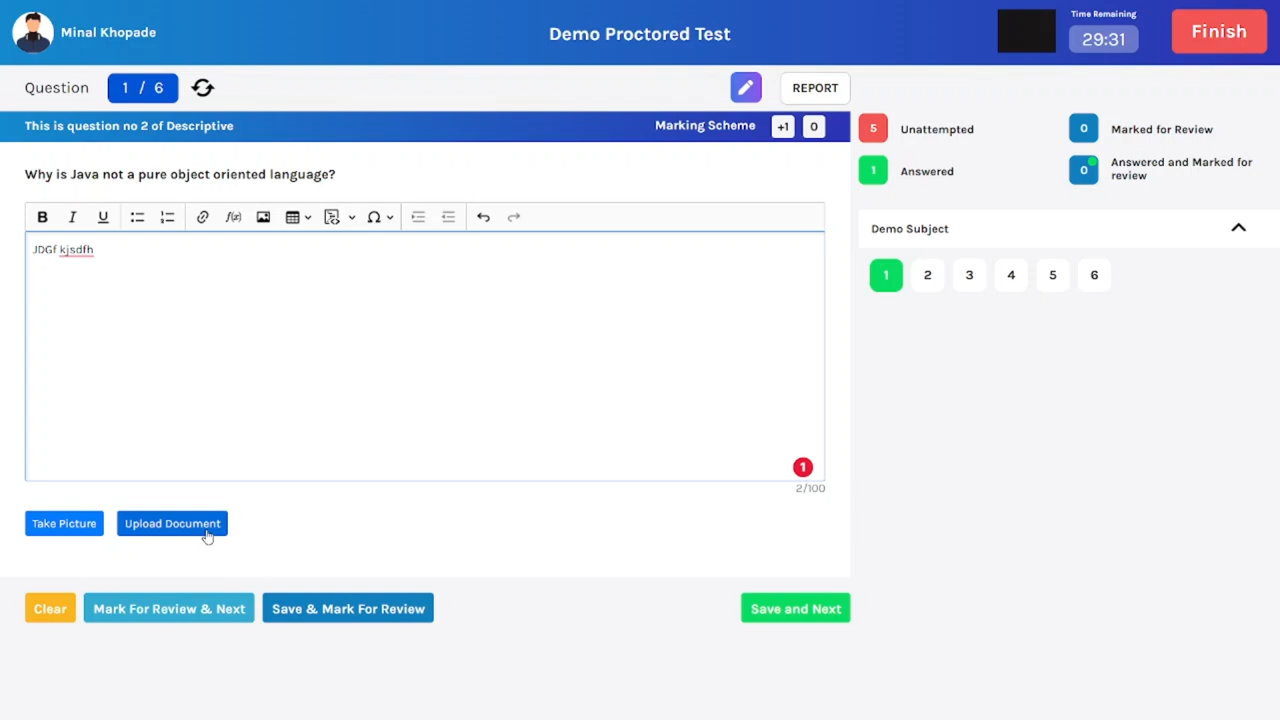 Minal Khopade
Demo Proctored Test
Time Remaining
29:31
Finish
Question
1 / 6
REPORT
This is question no 2 of Descriptive
Marking Scheme
+1
0
5
Unattempted
0
Marked for Review
1
Answered
0
Answered and Marked for
review
Why is Java not a pure object oriented language?
B I U
f(x)
Ω
Demo Subject
1 2 3 4 5 6
JDGf kjsdfh
1
2/100
Take Picture
Upload Document
Clear
Mark For Review & Next
Save & Mark For Review
Save and Next